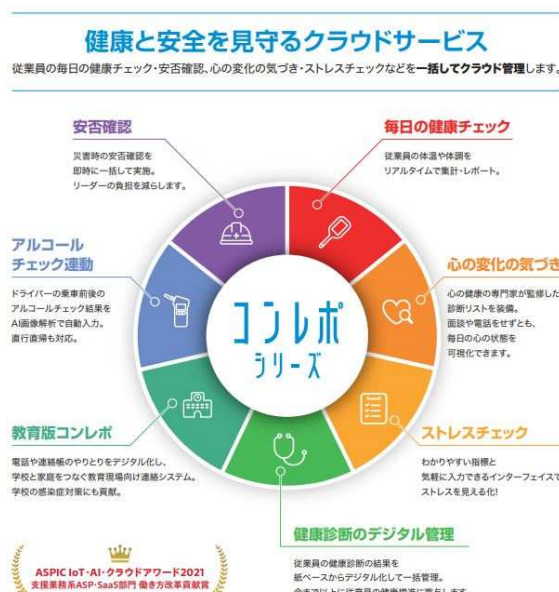 健康と安全を見守るクラウドサービス
従業員の毎日の健康チェック・安否確認、心の変化の気づき・ストレスチェックなどを一括してクラウド管理します。
安否確認
災害時の安否確認を
即時に一括して実施。
リーダーの負担を減らします。
毎日の健康チェック
従業員の体温や体調を
リアルタイムで集計・レポート。
アルコール
チェック連動
ドライバーの乗車前後の
アルコールチェック結果を
AI画像解析で自動入力。
直行直帰も対応。
心の変化の気づき
心の健康の専門家が監修した
診断リストを装備。
面談や電話をせずとも、
毎日の心の状態を
可視化できます。
コンレポ
シリーズ
教育版コンレポ
電話や連絡帳のやりとりをデジタル化し、
学校と家庭をつなぐ教育現場向け連絡システム。
学校の感染症対策にも貢献。
ストレスチェック
わかりやすい指標と
気軽に入力できるインターフェイスで
ストレスを見える化!
健康診断のデジタル管理
従業員の健康診断の結果を
紙ベースからデジタル化して一括管理。
今まで以上に従業員の健康増進に寄与します
ASPIC IoT・AI・クラウドアワード2021
支援業務系ASP・SaaS部門 働き方改革貢献賞